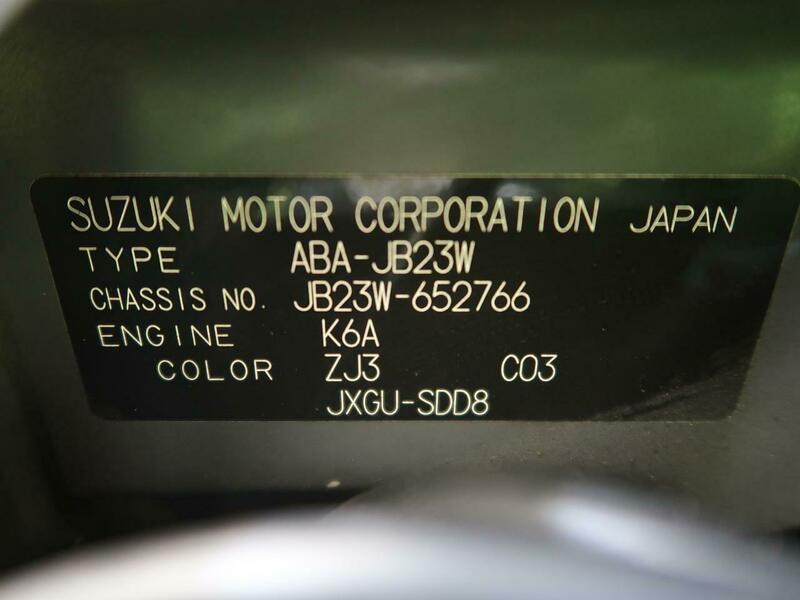 SUZUKI MOTOR CORPORATION JAPAN
TYPE ABA-JB23W
CHASSIS NO. JB23W-652766
ENGINE K6A
COLOR ZJ3 C03
JXGU-SDD8